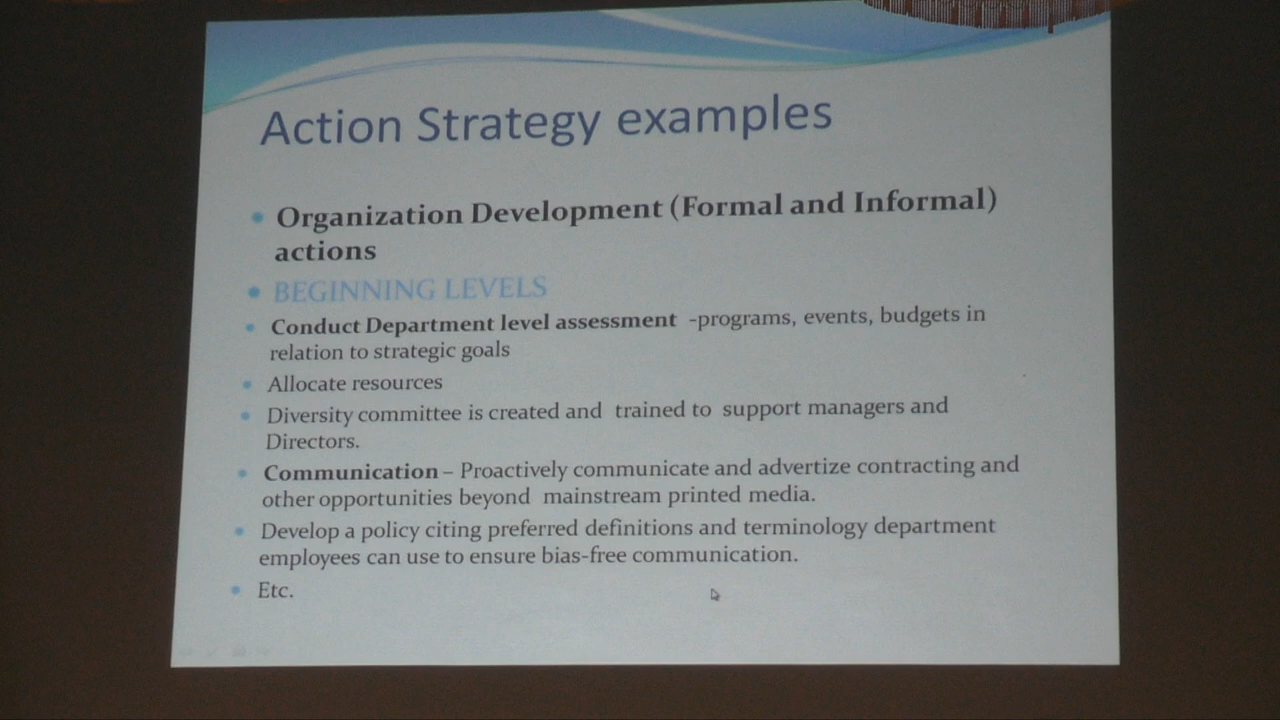 Action Strategy examples
• Organization Development (Formal and Informal)
actions
• BEGINNING LEVELS
• Conduct Department level assessment -programs, events, budgets in
relation to strategic goals
• Allocate resources
• Diversity committee is created and trained to support managers and
Directors.
• Communication – Proactively communicate and advertize contracting and
other opportunities beyond mainstream printed media.
• Develop a policy citing preferred definitions and terminology department
employees can use to ensure bias-free communication.
• Etc.